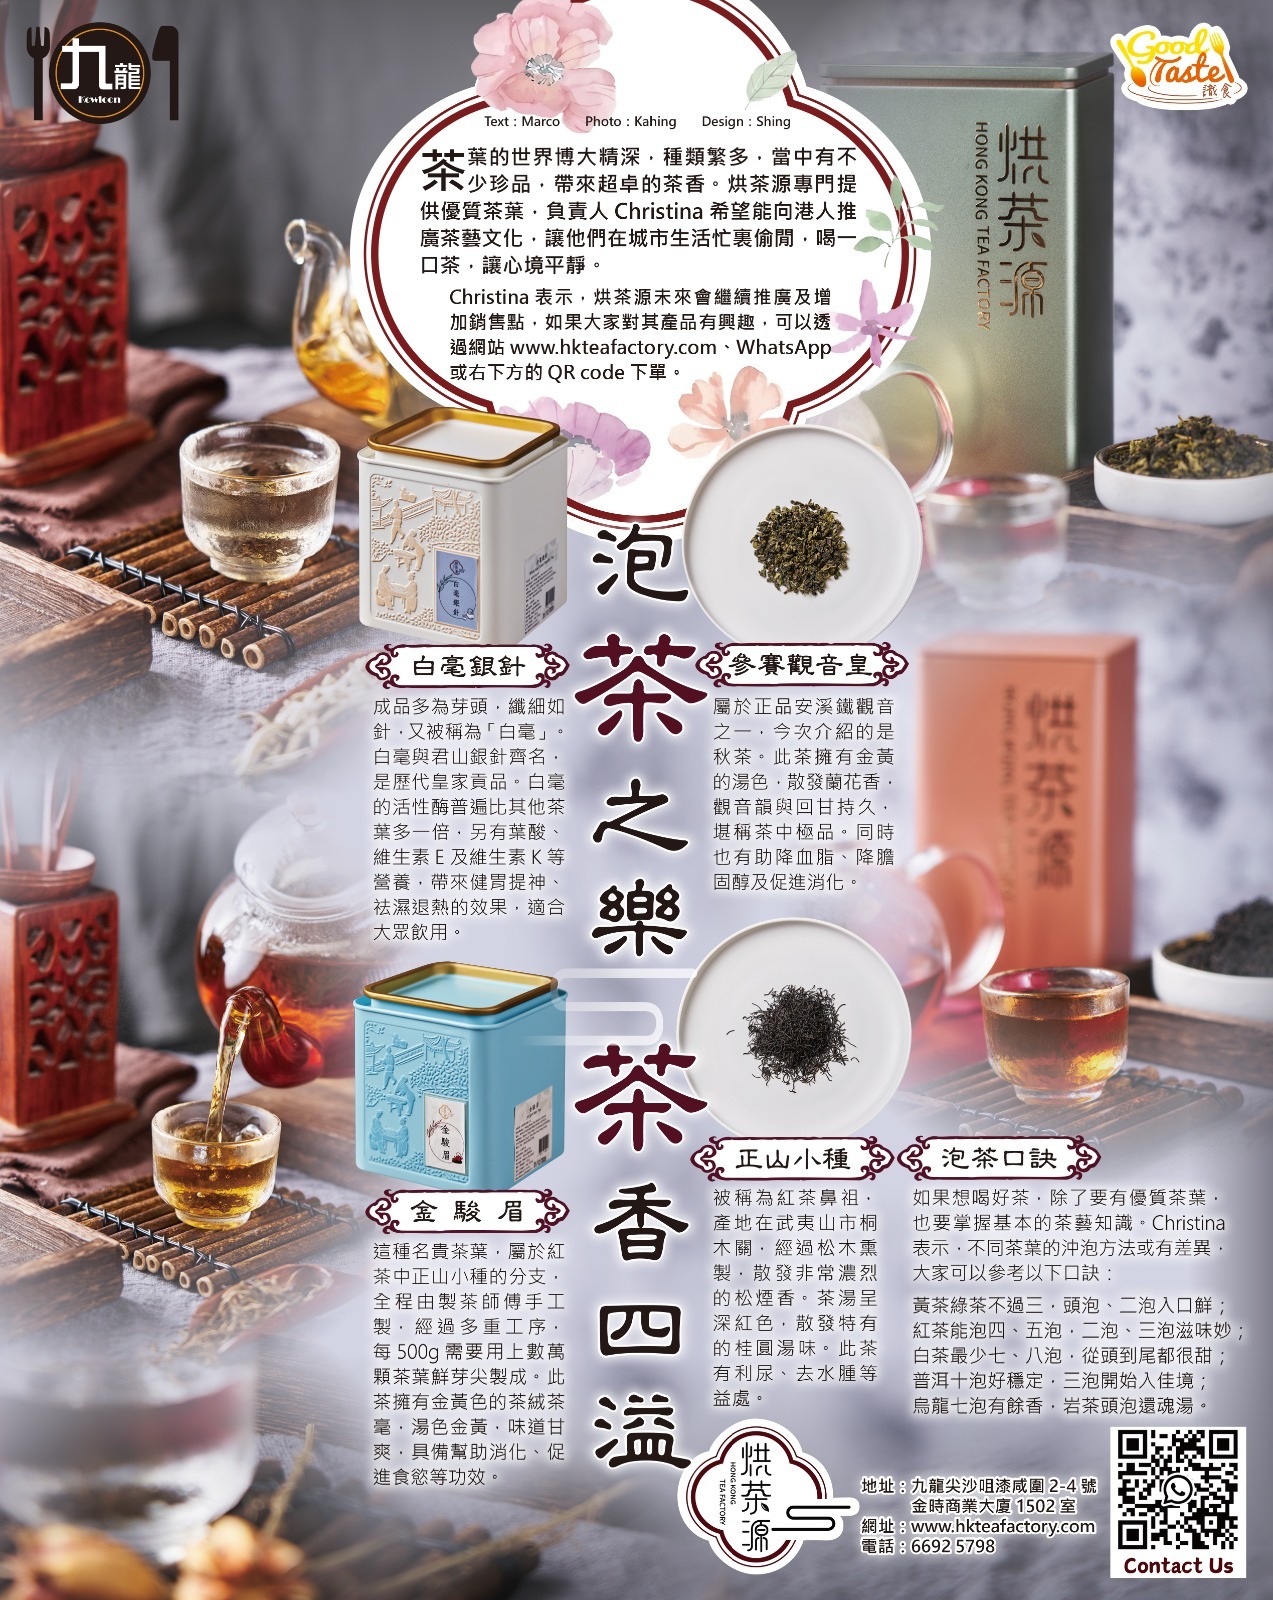 九龍
Kowloon
Good
Taste
識食
Text : Marco Photo : Kahing Design : Shing
茶葉的世界博大精深，種類繁多，當中有不
少珍品，帶來超卓的茶香。烘茶源專門提
供優質茶葉，負責人 Christina 希望能向港人推
廣茶藝文化，讓他們在城市生活忙裏偷閒，喝一
口茶，讓心境平靜。
Christina 表示，烘茶源未來會繼續推廣及增
加銷售點，如果大家對其產品有興趣，可以透
過網站 www.hkteafactory.com、WhatsApp
或右下方的 QR code 下單。
烘茶源
HONG KONG TEA FACTORY
泡茶之樂
茶香四溢
白毫銀針
白毫銀針
成品多為芽頭，纖細如
針，又被稱為「白毫」。
白毫與君山銀針齊名，
是歷代皇家貢品。白毫
的活性酶普遍比其他茶
葉多一倍，另有葉酸、
維生素 E 及維生素 K 等
營養，帶來健胃提神、
祛濕退熱的效果，適合
大眾飲用。
參賽觀音皇
屬於正品安溪鐵觀音
之一，今次介紹的是
秋茶。此茶擁有金黃
的湯色，散發蘭花香，
觀音韻與回甘持久，
堪稱茶中極品。同時
也有助降血脂、降膽
固醇及促進消化。
烘茶源
金駿眉
金駿眉
這種名貴茶葉，屬於紅
茶中正山小種的分支，
全程由製茶師傅手工
製，經過多重工序，
每 500g 需要用上數萬
顆茶葉鮮芽尖製成。此
茶擁有金黃色的茶絨茶
毫，湯色金黃，味道甘
爽，具備幫助消化、促
進食慾等功效。
正山小種
被稱為紅茶鼻祖，
產地在武夷山市桐
木關，經過松木熏
製，散發非常濃烈
的松煙香。茶湯呈
深紅色，散發特有
的桂圓湯味。此茶
有利尿、去水腫等
益處。
泡茶口訣
如果想喝好茶，除了要有優質茶葉，
也要掌握基本的茶藝知識。Christina
表示，不同茶葉的沖泡方法或有差異，
大家可以參考以下口訣：
黃茶綠茶不過三，頭泡、二泡入口鮮；
紅茶能泡四、五泡，二泡、三泡滋味妙；
白茶最少七、八泡，從頭到尾都很甜；
普洱十泡好穩定，三泡開始入佳境；
烏龍七泡有餘香，岩茶頭泡還魂湯。
烘茶源
HONG KONG
TEA FACTORY
地址：九龍尖沙咀漆咸圍 2-4 號
金時商業大廈 1502 室
網址：www.hkteafactory.com
電話：6692 5798
Contact Us